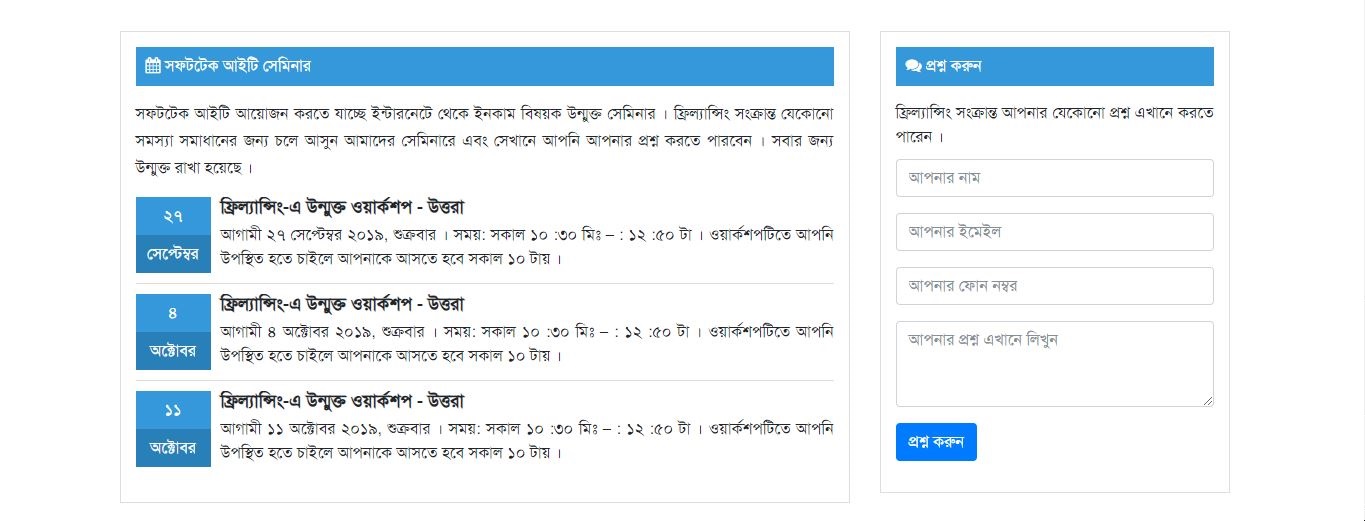 সফটটেক আইটি সেমিনার
সফটটেক আইটি আয়োজন করতে যাচ্ছে ইন্টারনেটে থেকে ইনকাম বিষয়ক উন্মুক্ত সেমিনার । ফ্রিল্যান্সিং সংক্রান্ত যেকোনো
সমস্যা সমাধানের জন্য চলে আসুন আমাদের সেমিনারে এবং সেখানে আপনি আপনার প্রশ্ন করতে পারবেন । সবার জন্য
উন্মুক্ত রাখা হয়েছে ।
২৭
সেপ্টেম্বর
ফ্রিল্যান্সিং-এ উন্মুক্ত ওয়ার্কশপ - উত্তরা
আগামী ২৭ সেপ্টেম্বর ২০১৯, শুক্রবার । সময়: সকাল ১০ :৩০ মিঃ – : ১২ :৫০ টা । ওয়ার্কশপটিতে আপনি
উপস্থিত হতে চাইলে আপনাকে আসতে হবে সকাল ১০ টায় ।
৪
অক্টোবর
ফ্রিল্যান্সিং-এ উন্মুক্ত ওয়ার্কশপ - উত্তরা
আগামী ৪ অক্টোবর ২০১৯, শুক্রবার । সময়: সকাল ১০ :৩০ মিঃ – : ১২ :৫০ টা । ওয়ার্কশপটিতে আপনি
উপস্থিত হতে চাইলে আপনাকে আসতে হবে সকাল ১০ টায় ।
১১
অক্টোবর
ফ্রিল্যান্সিং-এ উন্মুক্ত ওয়ার্কশপ - উত্তরা
আগামী ১১ অক্টোবর ২০১৯, শুক্রবার । সময়: সকাল ১০ :৩০ মিঃ – : ১২ :৫০ টা । ওয়ার্কশপটিতে আপনি
উপস্থিত হতে চাইলে আপনাকে আসতে হবে সকাল ১০ টায় ।
প্রশ্ন করুন
ফ্রিল্যান্সিং সংক্রান্ত আপনার যেকোনো প্রশ্ন এখানে করতে
পারেন ।
আপনার নাম
আপনার ইমেইল
আপনার ফোন নম্বর
আপনার প্রশ্ন এখানে লিখুন
প্রশ্ন করুন